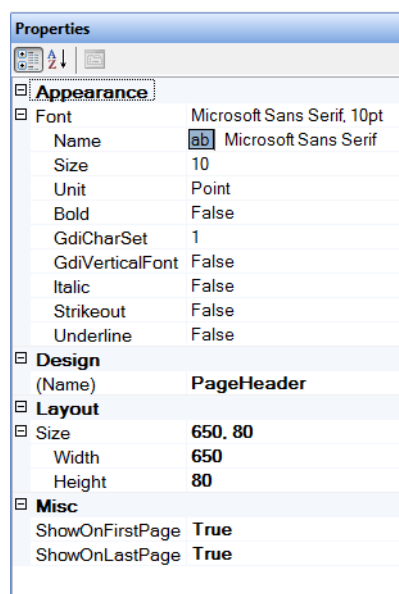 Properties
Appearance
Font Microsoft Sans Serif, 10pt
Name ab Microsoft Sans Serif
Size 10
Unit Point
Bold False
GdiCharSet 1
GdiVerticalFont False
Italic False
Strikeout False
Underline False
Design
(Name) PageHeader
Layout
Size 650, 80
Width 650
Height 80
Misc
ShowOnFirstPage True
ShowOnLastPage True